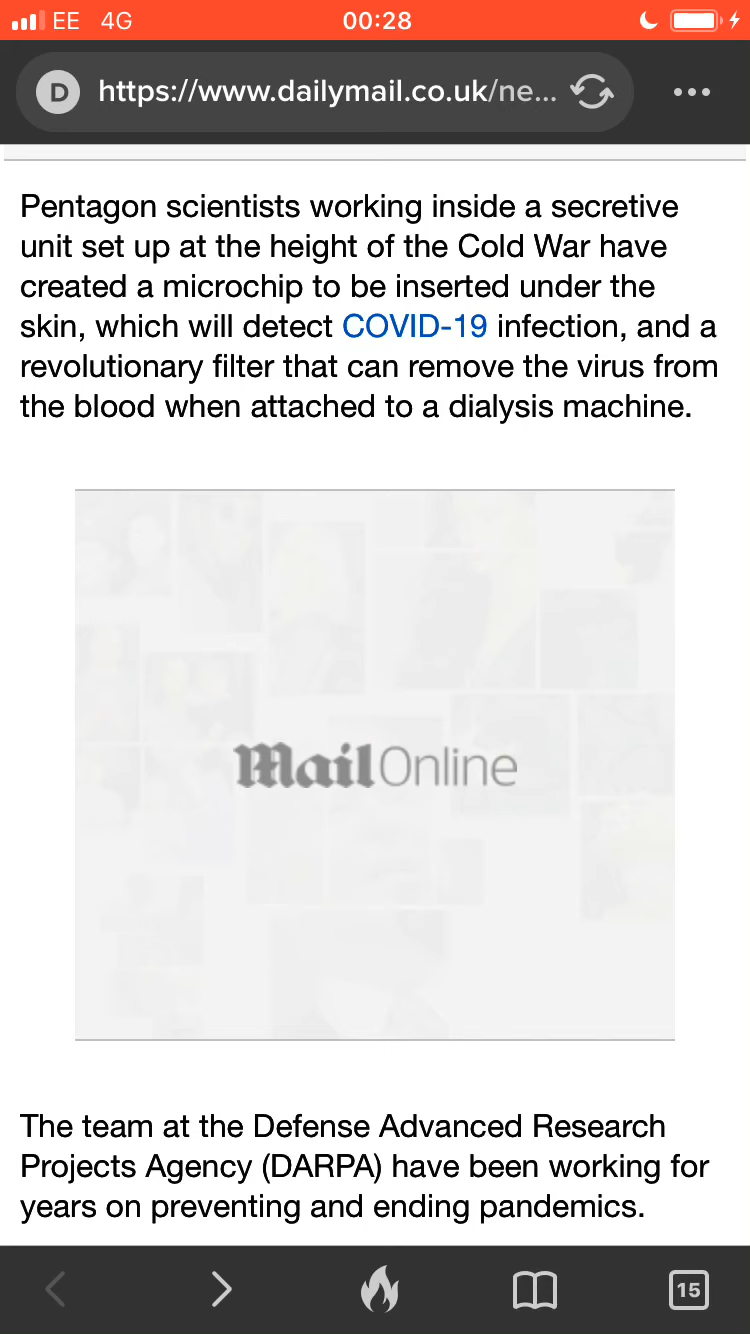 EE 4G 00:28
D https://www.dailymail.co.uk/ne...
Pentagon scientists working inside a secretive
unit set up at the height of the Cold War have
created a microchip to be inserted under the
skin, which will detect COVID-19 infection, and a
revolutionary filter that can remove the virus from
the blood when attached to a dialysis machine.
Mail Online
The team at the Defense Advanced Research
Projects Agency (DARPA) have been working for
years on preventing and ending pandemics.
15